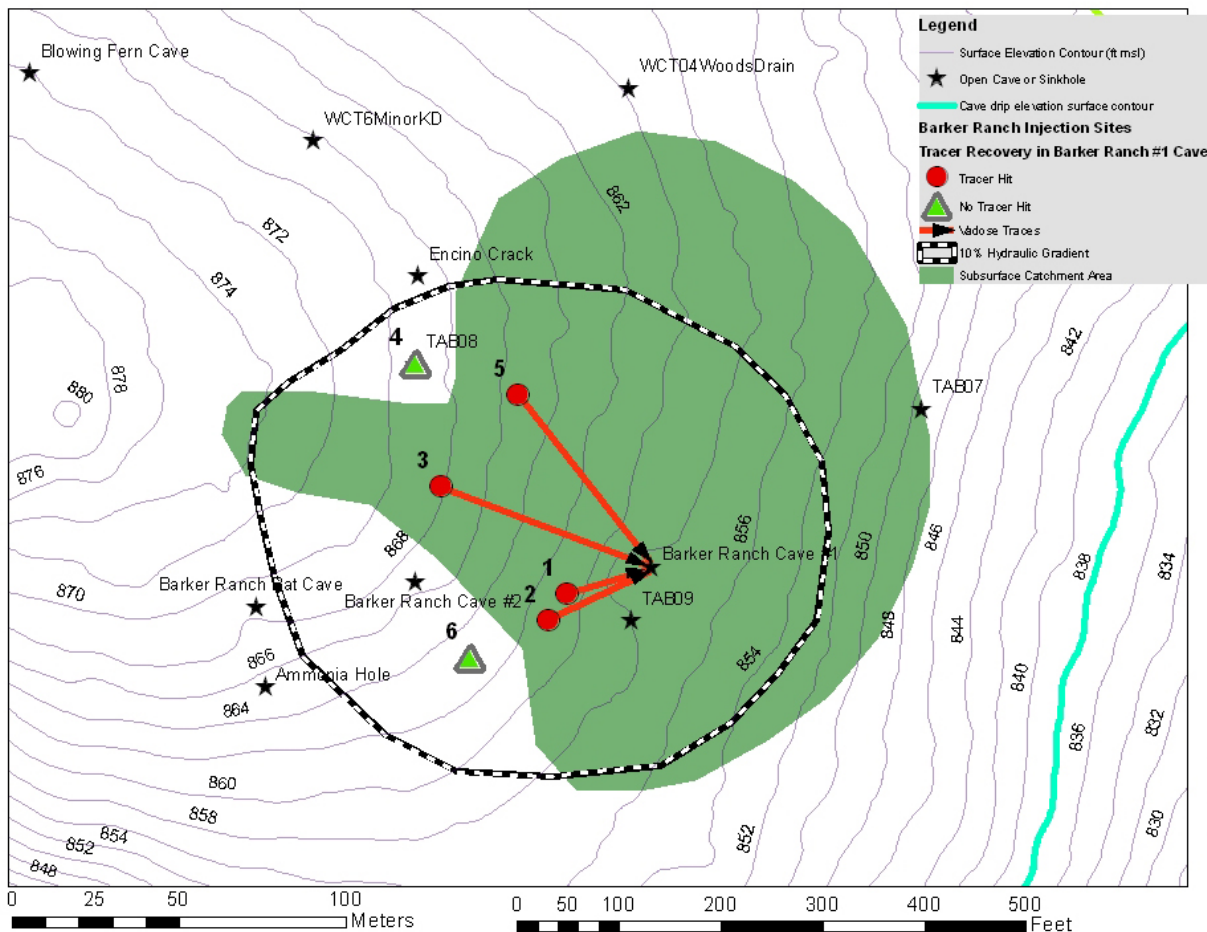 Legend
Surface Elevation Contour (ft msl)
Open Cave or Sinkhole
Cave drip elevation surface contour
Barker Ranch Injection Sites
Tracer Recovery in Barker Ranch #1 Cave
Tracer Hit
No Tracer Hit
Vadose Traces
10% Hydraulic Gradient
Subsurface Catchment Area
Blowing Fern Cave
WCT04WoodsDrain
WCT6MinorKD
862
872
Encino Crack
874
842
4
TAB08
878
880
5
TAB07
3
876
856
850
846
838
834
868
Barker Ranch Cave #1
1
870
Barker Ranch Bat Cave
Barker Ranch Cave #2
2
TAB09
848
844
6
866
854
840
Ammonia Hole
864
836
832
860
858
854
852
852
830
848
0 25 50 100
Meters
0 50 100 200 300 400 500
Feet